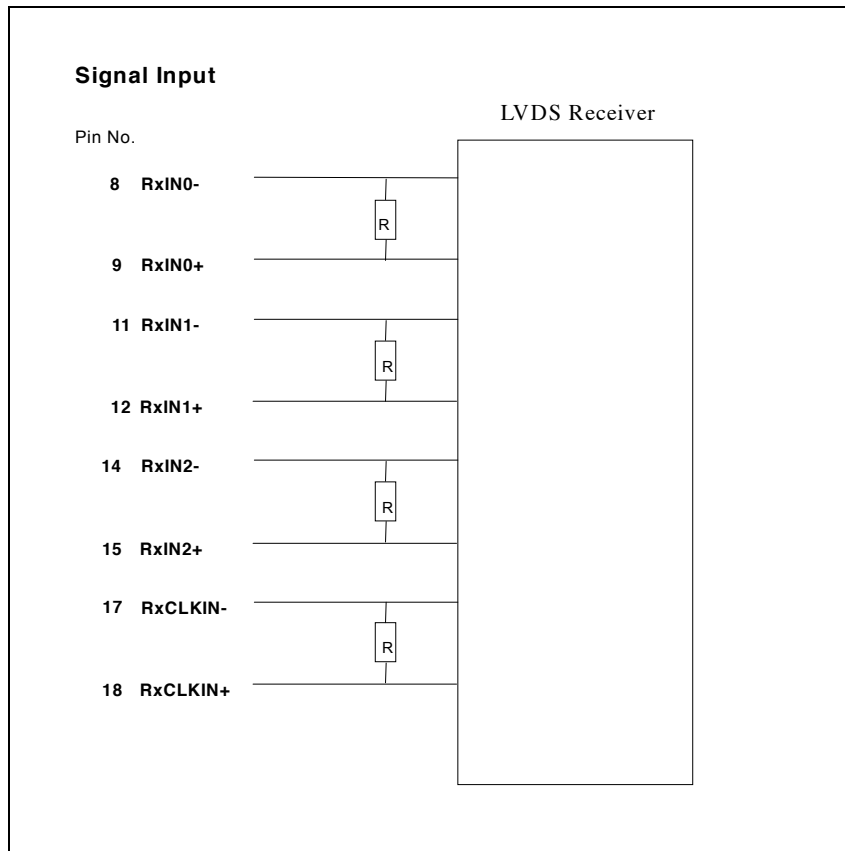 Signal Input
LVDS Receiver
Pin No.
8 RxIN0-
R
9 RxIN0+
11 RxIN1-
R
12 RxIN1+
14 RxIN2-
R
15 RxIN2+
17 RxCLKIN-
R
18 RxCLKIN+